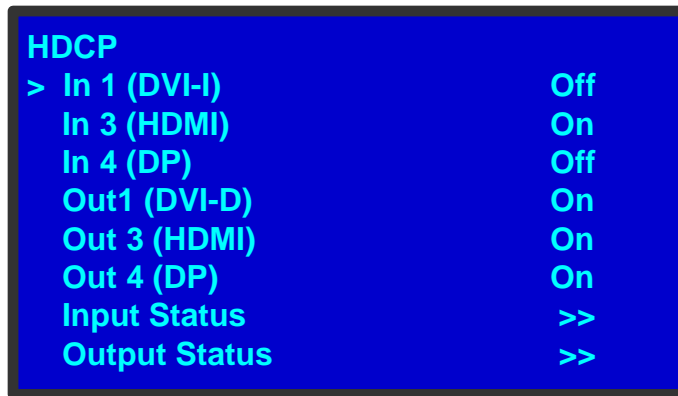 HDCP
> In 1 (DVI-I) Off
In 3 (HDMI) On
In 4 (DP) Off
Out1 (DVI-D) On
Out 3 (HDMI) On
Out 4 (DP) On
Input Status >>
Output Status >>